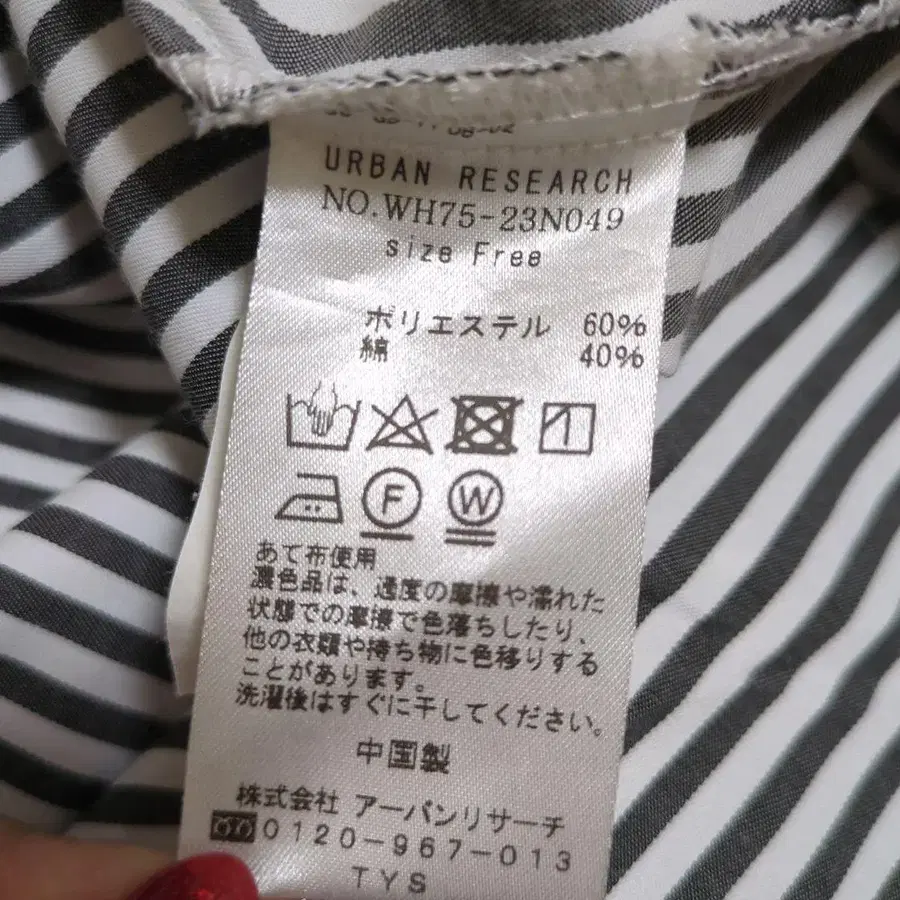 URBAN RESEARCH
NO.WH75-23N049
size Free
ポリエステル 60%
綿 40%
F W
あて布使用
濃色品は、過度の摩擦や濡れた
状態での摩擦で色落ちしたり、
他の衣類や持ち物に色移りする
ことがあります。
洗濯後はすぐに干してください。
中国製
株式会社 アーバンリサーチ
0120-967-013
TYS